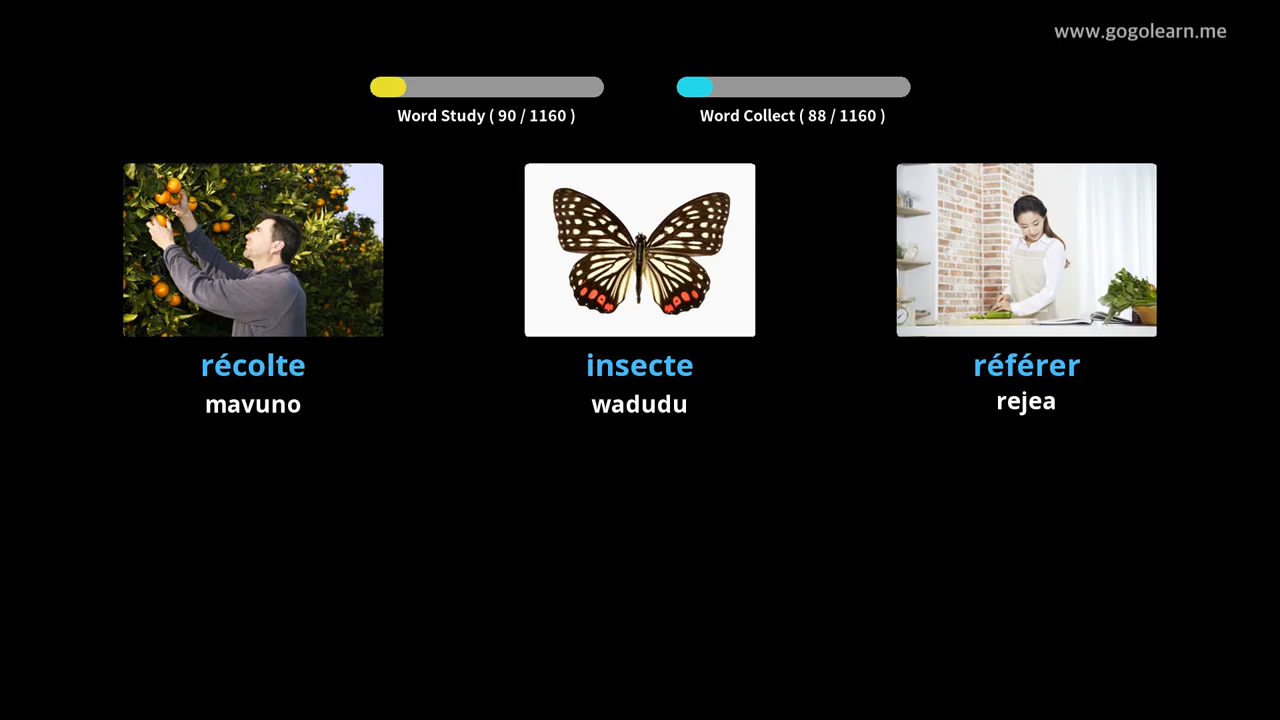 www.gogolearn.me
Word Study ( 90 / 1160 )
Word Collect ( 88 / 1160 )
récolte
mavuno
insecte
wadudu
référer
rejea